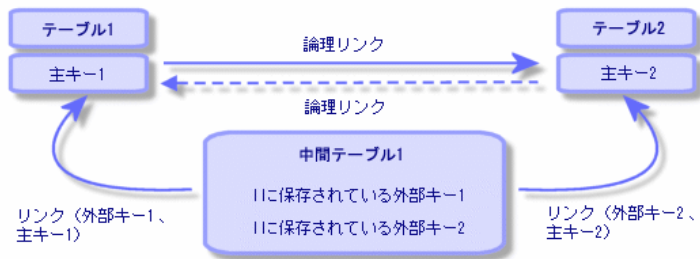 テーブル1
テーブル2
論理リンク
主キー1
主キー2
論理リンク
中間テーブル1
I1に保存されている外部キー1
I1に保存されている外部キー2
リンク（外部キー1、
主キー1）
リンク（外部キー2、
主キー2）